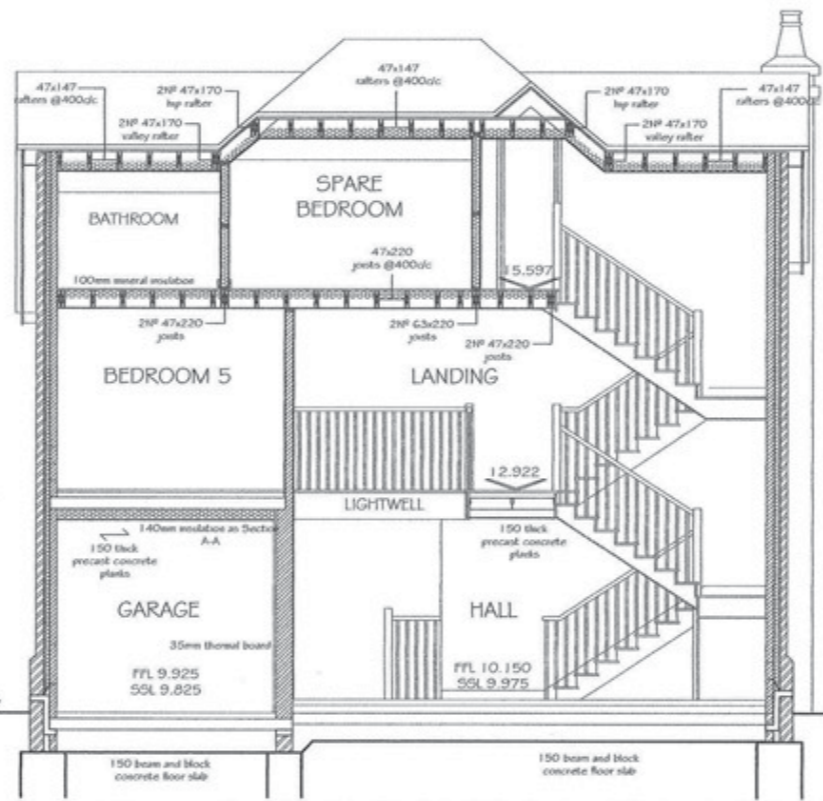 47x147
rafters @400c/c
2Nº 47x170
hip rafter
47x147
rafters @400c/c
2Nº 47x170
hip rafter
47x147
rafters @400c/c
2Nº 47x170
valley rafter
2Nº 47x170
valley rafter
SPARE
BEDROOM
BATHROOM
47x220
joists @400c/c
100mm mineral insulation
15.597
2Nº 47x220
joists
2Nº 63x220
joists
2Nº 47x220
joists
BEDROOM 5
LANDING
12.922
LIGHTWELL
140mm insulation as Section
A-A
150 thick
precast concrete
planks
150 thick
precast concrete
planks
GARAGE
HALL
35mm thermal board
FFL 9.925
SSL 9.825
FFL 10.150
SSL 9.975
150 beam and block
concrete floor slab
150 beam and block
concrete floor slab